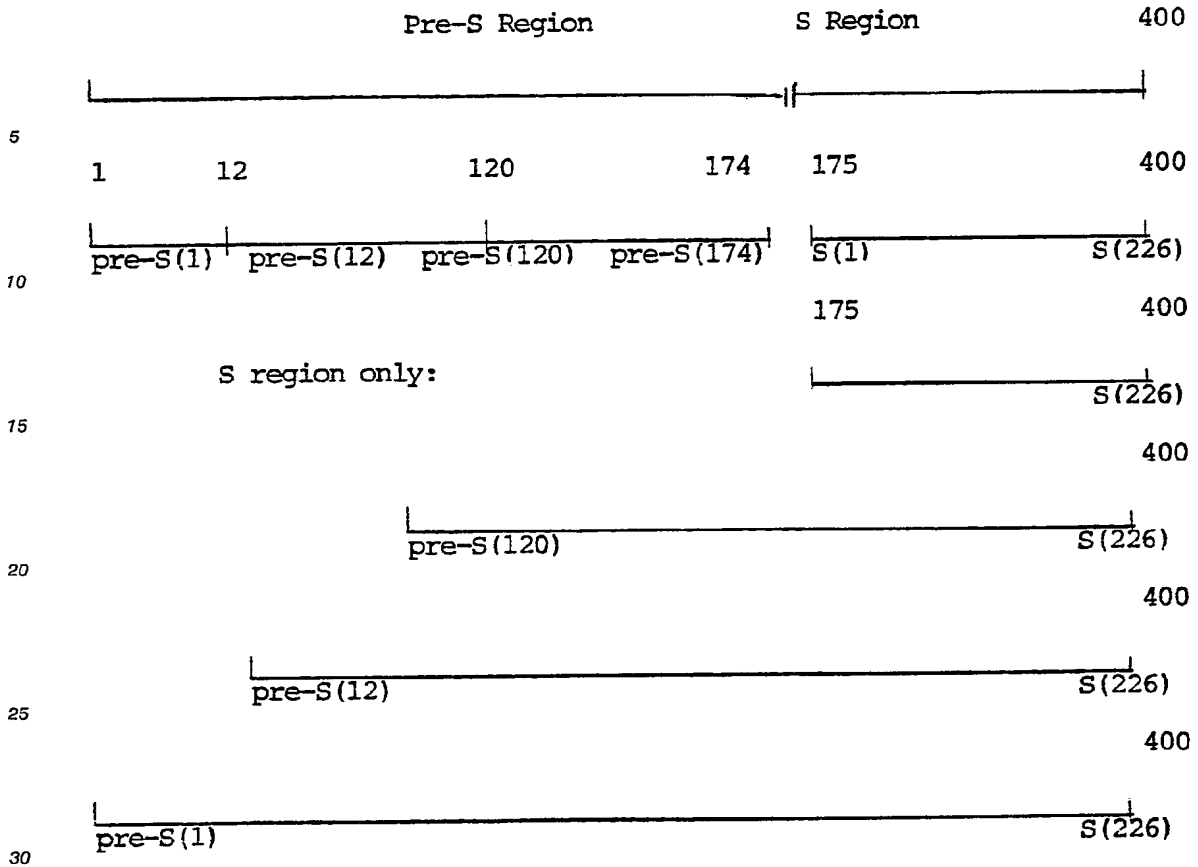 Pre-S Region S Region 400
5
1 12 120 174 175 400
pre-S(1) pre-S(12) pre-S(120) pre-S(174) S(1) S(226)
10
175 400
S region only:
S(226)
15
400
pre-S(120) S(226)
20
400
pre-S(12) S(226)
25
400
pre-S(1) S(226)
30